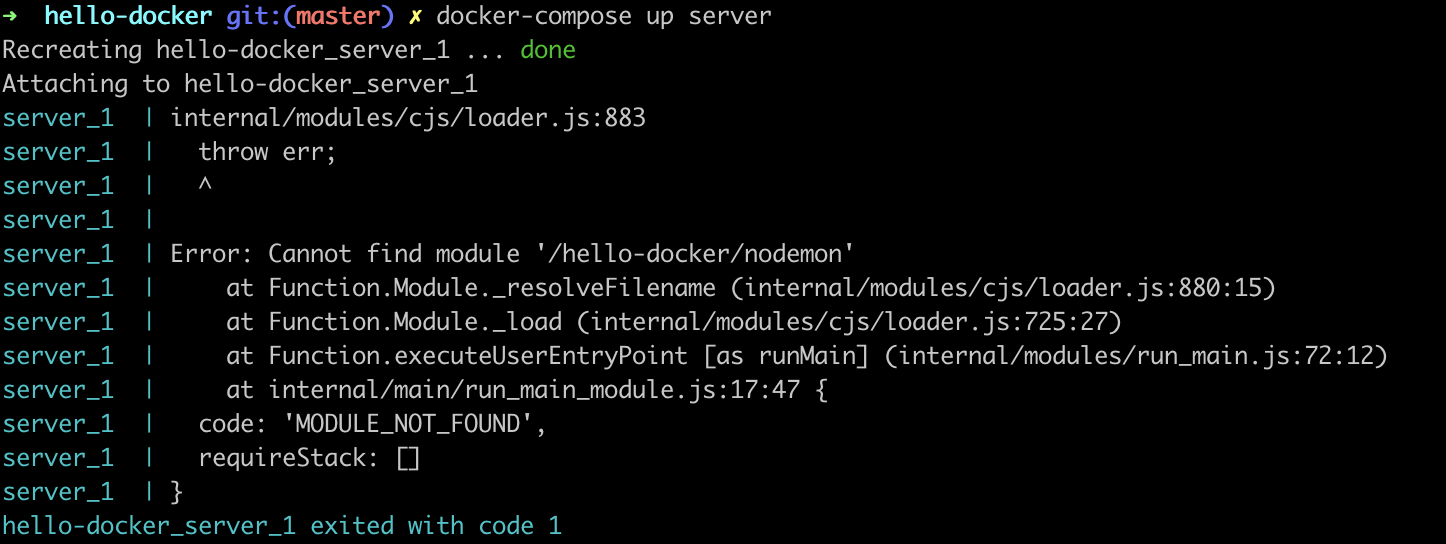 ➜  hello-docker git:(master) ✗ docker-compose up server
Recreating hello-docker_server_1 ... done
Attaching to hello-docker_server_1
server_1  | internal/modules/cjs/loader.js:883
server_1  |   throw err;
server_1  |   ^
server_1  |
server_1  | Error: Cannot find module '/hello-docker/nodemon'
server_1  |     at Function.Module._resolveFilename (internal/modules/cjs/loader.js:880:15)
server_1  |     at Function.Module._load (internal/modules/cjs/loader.js:725:27)
server_1  |     at Function.executeUserEntryPoint [as runMain] (internal/modules/run_main.js:72:12)
server_1  |     at internal/main/run_main_module.js:17:47 {
server_1  |   code: 'MODULE_NOT_FOUND',
server_1  |   requireStack: []
server_1  | }
hello-docker_server_1 exited with code 1